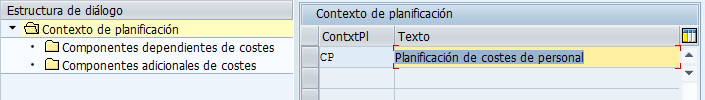 Estructura de diálogo
Contexto de planificación
Componentes dependientes de costes
Componentes adicionales de costes
Contexto de planificación
ContxtPl Texto
CP Planificación de costes de personal